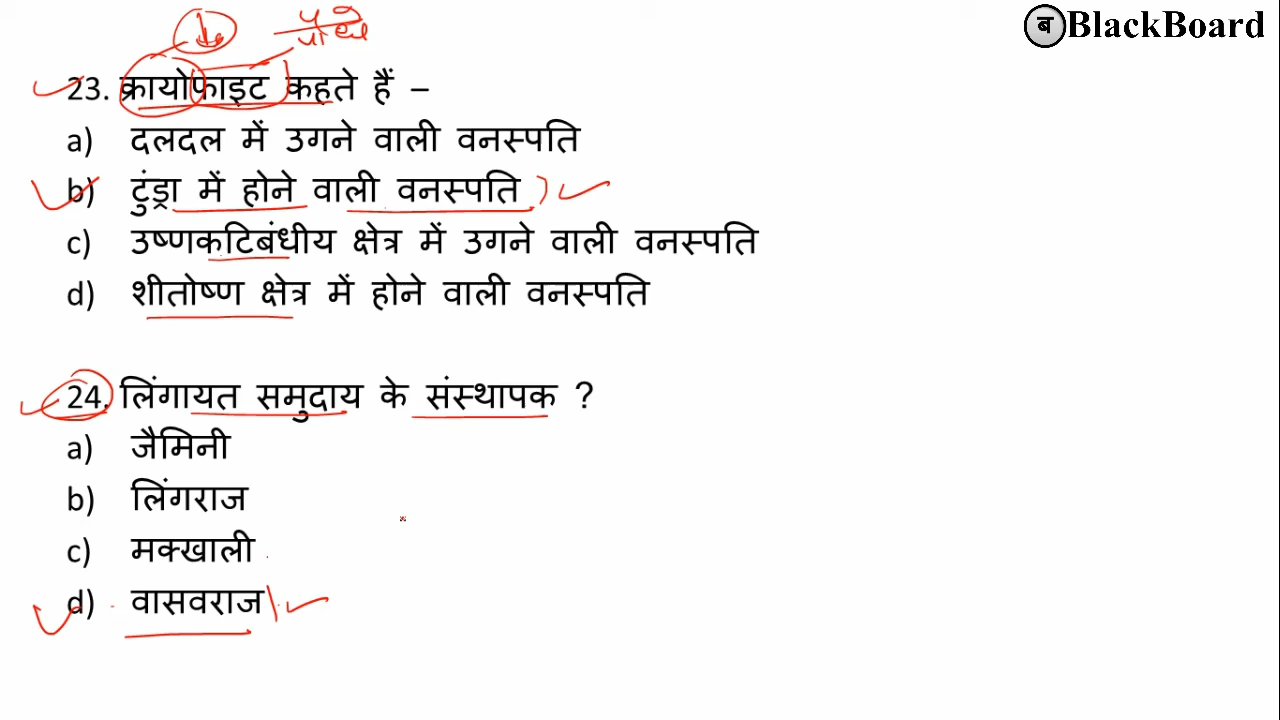 ब BlackBoard
23. क्रायोफाइट कहते हैं –
a) दलदल में उगने वाली वनस्पति
b) टुंड्रा में होने वाली वनस्पति
c) उष्णकटिबंधीय क्षेत्र में उगने वाली वनस्पति
d) शीतोष्ण क्षेत्र में होने वाली वनस्पति
24. लिंगायत समुदाय के संस्थापक ?
a) जैमिनी
b) लिंगराज
c) मक्खाली
d) वासवराज